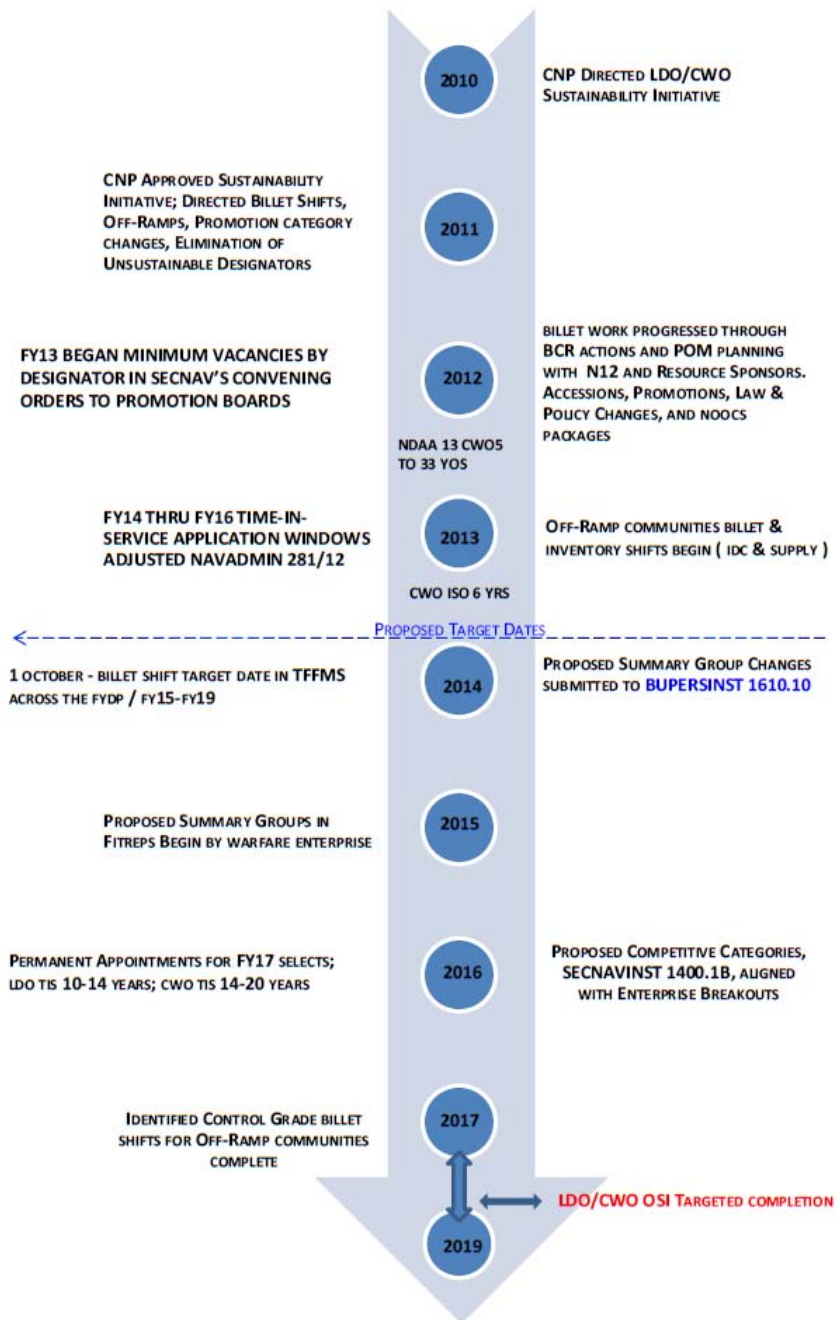 2010
CNP DIRECTED LDO/CWO
SUSTAINABILITY INITIATIVE
CNP APPROVED SUSTAINABILITY
INITIATIVE; DIRECTED BILLET SHIFTS,
OFF-RAMPS, PROMOTION CATEGORY
CHANGES, ELIMINATION OF
UNSUSTAINABLE DESIGNATORS
2011
FY13 BEGAN MINIMUM VACANCIES BY
DESIGNATOR IN SECNAV'S CONVENING
ORDERS TO PROMOTION BOARDS
2012
BILLET WORK PROGRESSED THROUGH
BCR ACTIONS AND POM PLANNING
WITH N12 AND RESOURCE SPONSORS.
ACCESSIONS, PROMOTIONS, LAW &
POLICY CHANGES, AND NOOCS
PACKAGES
NDAA 13 CWO5
TO 33 YOS
FY14 THRU FY16 TIME-IN-
SERVICE APPLICATION WINDOWS
ADJUSTED NAVADMIN 281/12
2013
OFF-RAMP COMMUNITIES BILLET &
INVENTORY SHIFTS BEGIN ( IDC & SUPPLY )
CWO ISO 6 YRS
PROPOSED TARGET DATES
1 OCTOBER - BILLET SHIFT TARGET DATE IN TFFMS
ACROSS THE FYDP / FY15-FY19
2014
PROPOSED SUMMARY GROUP CHANGES
SUBMITTED TO BUPERSINST 1610.10
PROPOSED SUMMARY GROUPS IN
FITREPS BEGIN BY WARFARE ENTERPRISE
2015
PERMANENT APPOINTMENTS FOR FY17 SELECTS;
LDO TIS 10-14 YEARS; CWO TIS 14-20 YEARS
2016
PROPOSED COMPETITIVE CATEGORIES,
SECNAVINST 1400.1B, ALIGNED
WITH ENTERPRISE BREAKOUTS
IDENTIFIED CONTROL GRADE BILLET
SHIFTS FOR OFF-RAMP COMMUNITIES
COMPLETE
2017
LDO/CWO OSI TARGETED COMPLETION
2019